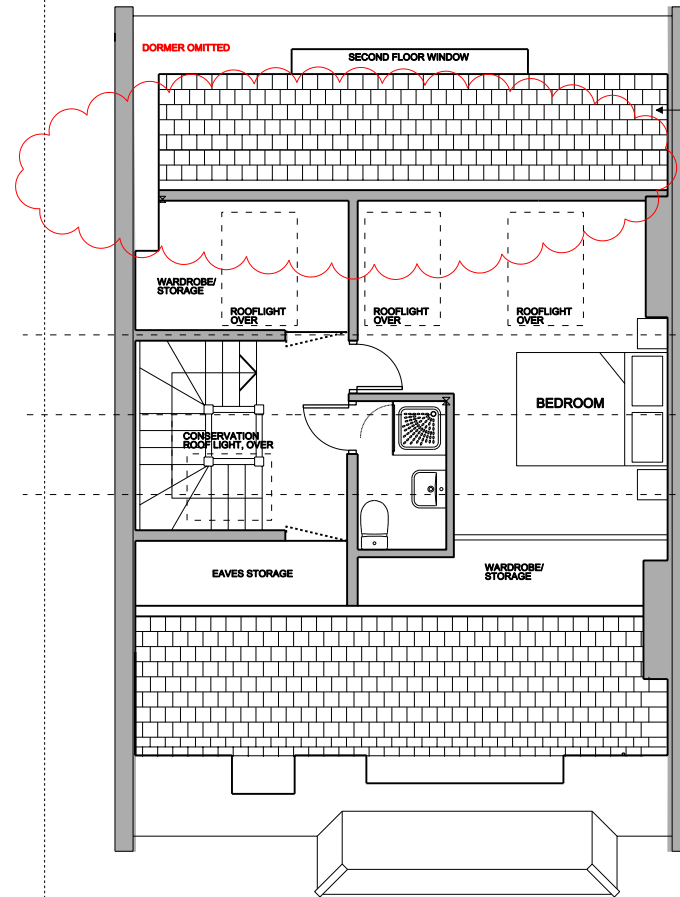 DORMER OMITTED
SECOND FLOOR WINDOW
WARDROBE/
STORAGE
ROOFLIGHT
OVER
ROOFLIGHT
OVER
ROOFLIGHT
OVER
BEDROOM
CONSERVATION
ROOF LIGHT, OVER
EAVES STORAGE
WARDROBE/
STORAGE